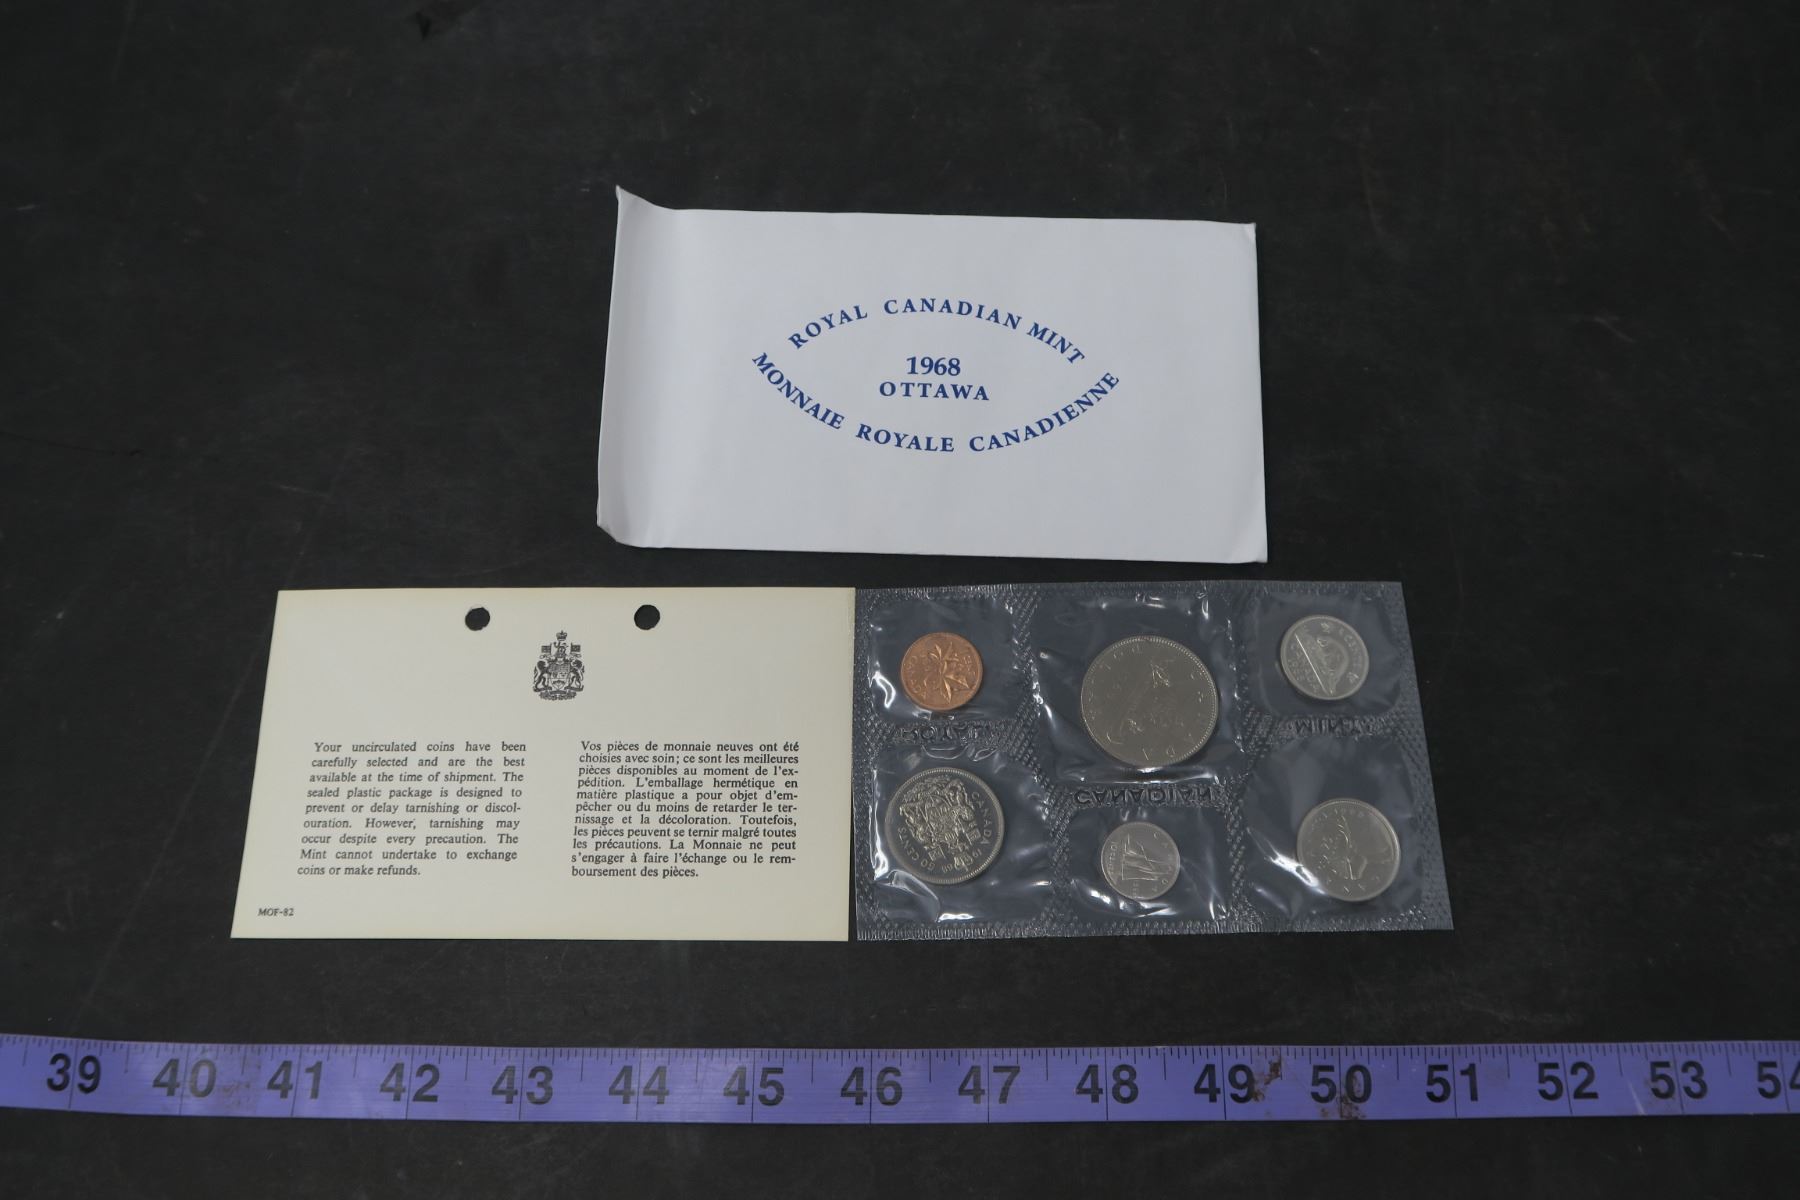 ROYAL CANADIAN MINT
1968
OTTAWA
MONNAIE ROYALE CANADIENNE
Your uncirculated coins have been
carefully selected and are the best
available at the time of shipment. The
sealed plastic package is designed to
prevent or delay tarnishing or discol-
ouration. However, tarnishing may
occur despite every precaution. The
Mint cannot undertake to exchange
coins or make refunds.
Vos pièces de monnaie neuves ont été
choisies avec soin; ce sont les meilleures
pièces disponibles au moment de l'ex-
pédition. L'emballage hermétique en
matière plastique a pour objet d'em-
pêcher ou du moins de retarder le ter-
nissage et la décoloration. Toutefois,
les pièces peuvent se ternir malgré toutes
les précautions. La Monnaie ne peut
s'engager à faire l'échange ou le rem-
boursement des pièces.
MOF-82
CANADIAN
CANADA
50 CENTS
39 40 41 42 43 44 45 46 47 48 49 50 51 52 53 54